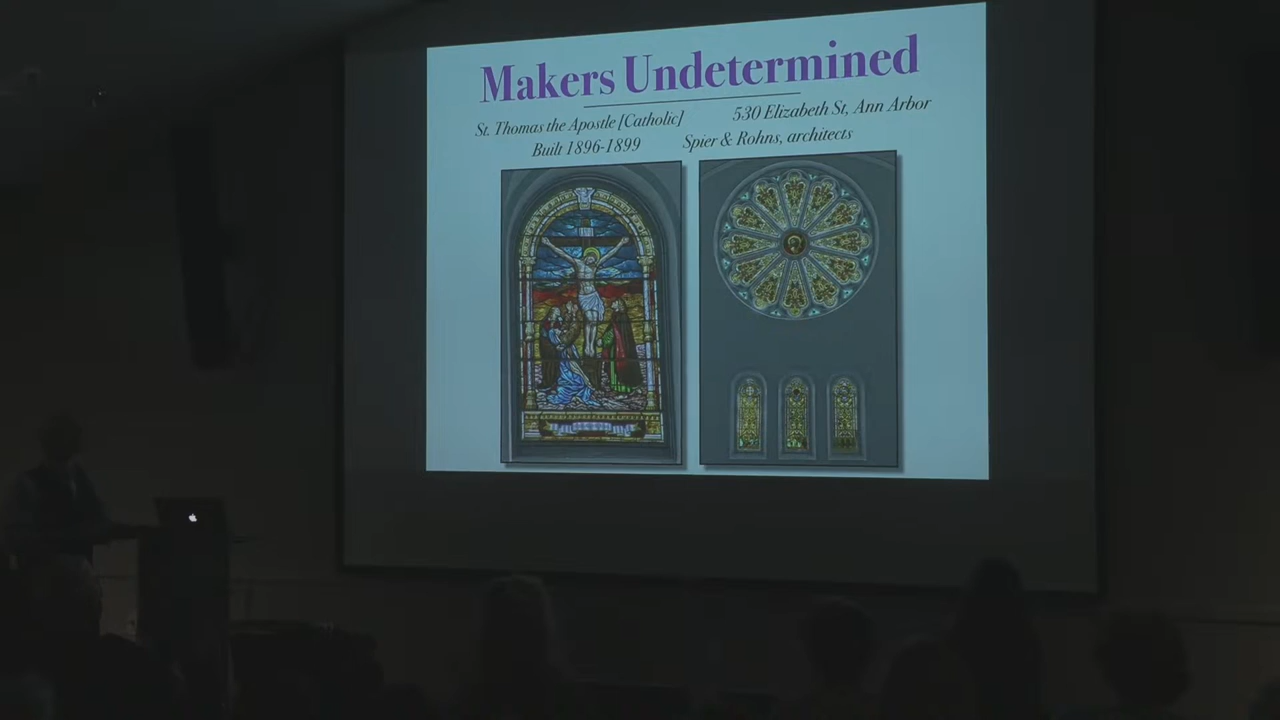 Makers Undetermined
St. Thomas the Apostle [Catholic] 530 Elizabeth St, Ann Arbor
Built 1896-1899 Spier & Rohns, architects